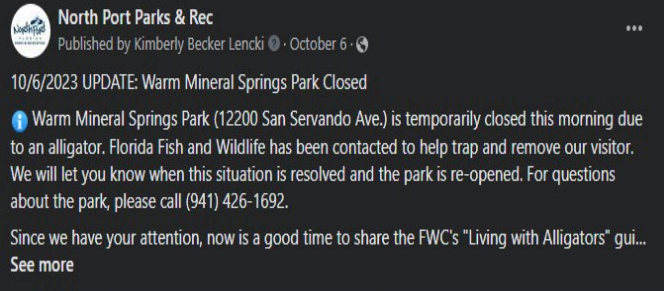 North Port Parks & Rec
Published by Kimberly Becker Lencki · October 6 ·
10/6/2023 UPDATE: Warm Mineral Springs Park Closed
Warm Mineral Springs Park (12200 San Servando Ave.) is temporarily closed this morning due
to an alligator. Florida Fish and Wildlife has been contacted to help trap and remove our visitor.
We will let you know when this situation is resolved and the park is re-opened. For questions
about the park, please call (941) 426-1692.
Since we have your attention, now is a good time to share the FWC's "Living with Alligators" gui...
See more